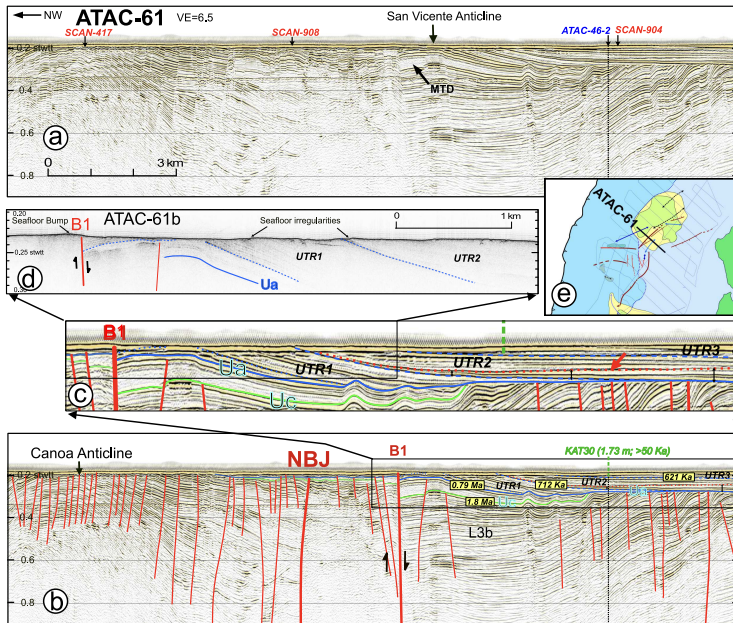 NW ATAC-61 VE=6.5 San Vicente Anticline
SCAN-417 SCAN-908 ATAC-46-2 SCAN-904
0.2 stwtt
MTD
0.4
0.6
0.8
a
0 3 km
0.20 B1 ATAC-61b
Seafloor Bump Seafloor irregularities 0 1 km
0.25 stwtt
UTR1 UTR2
Ua
d
ATAC-61
e
B1
Ua UTR1 UTR2 UTR3
Uc
c
Canoa Anticline NBJ B1 KAT30 (1.73 m; >50 Ka)
0.2 stwtt
0.79 Ma UTR1 712 Ka UTR2 621 Ka UTR3
1.8 Ma
0.4
L3b
0.6
0.8
b